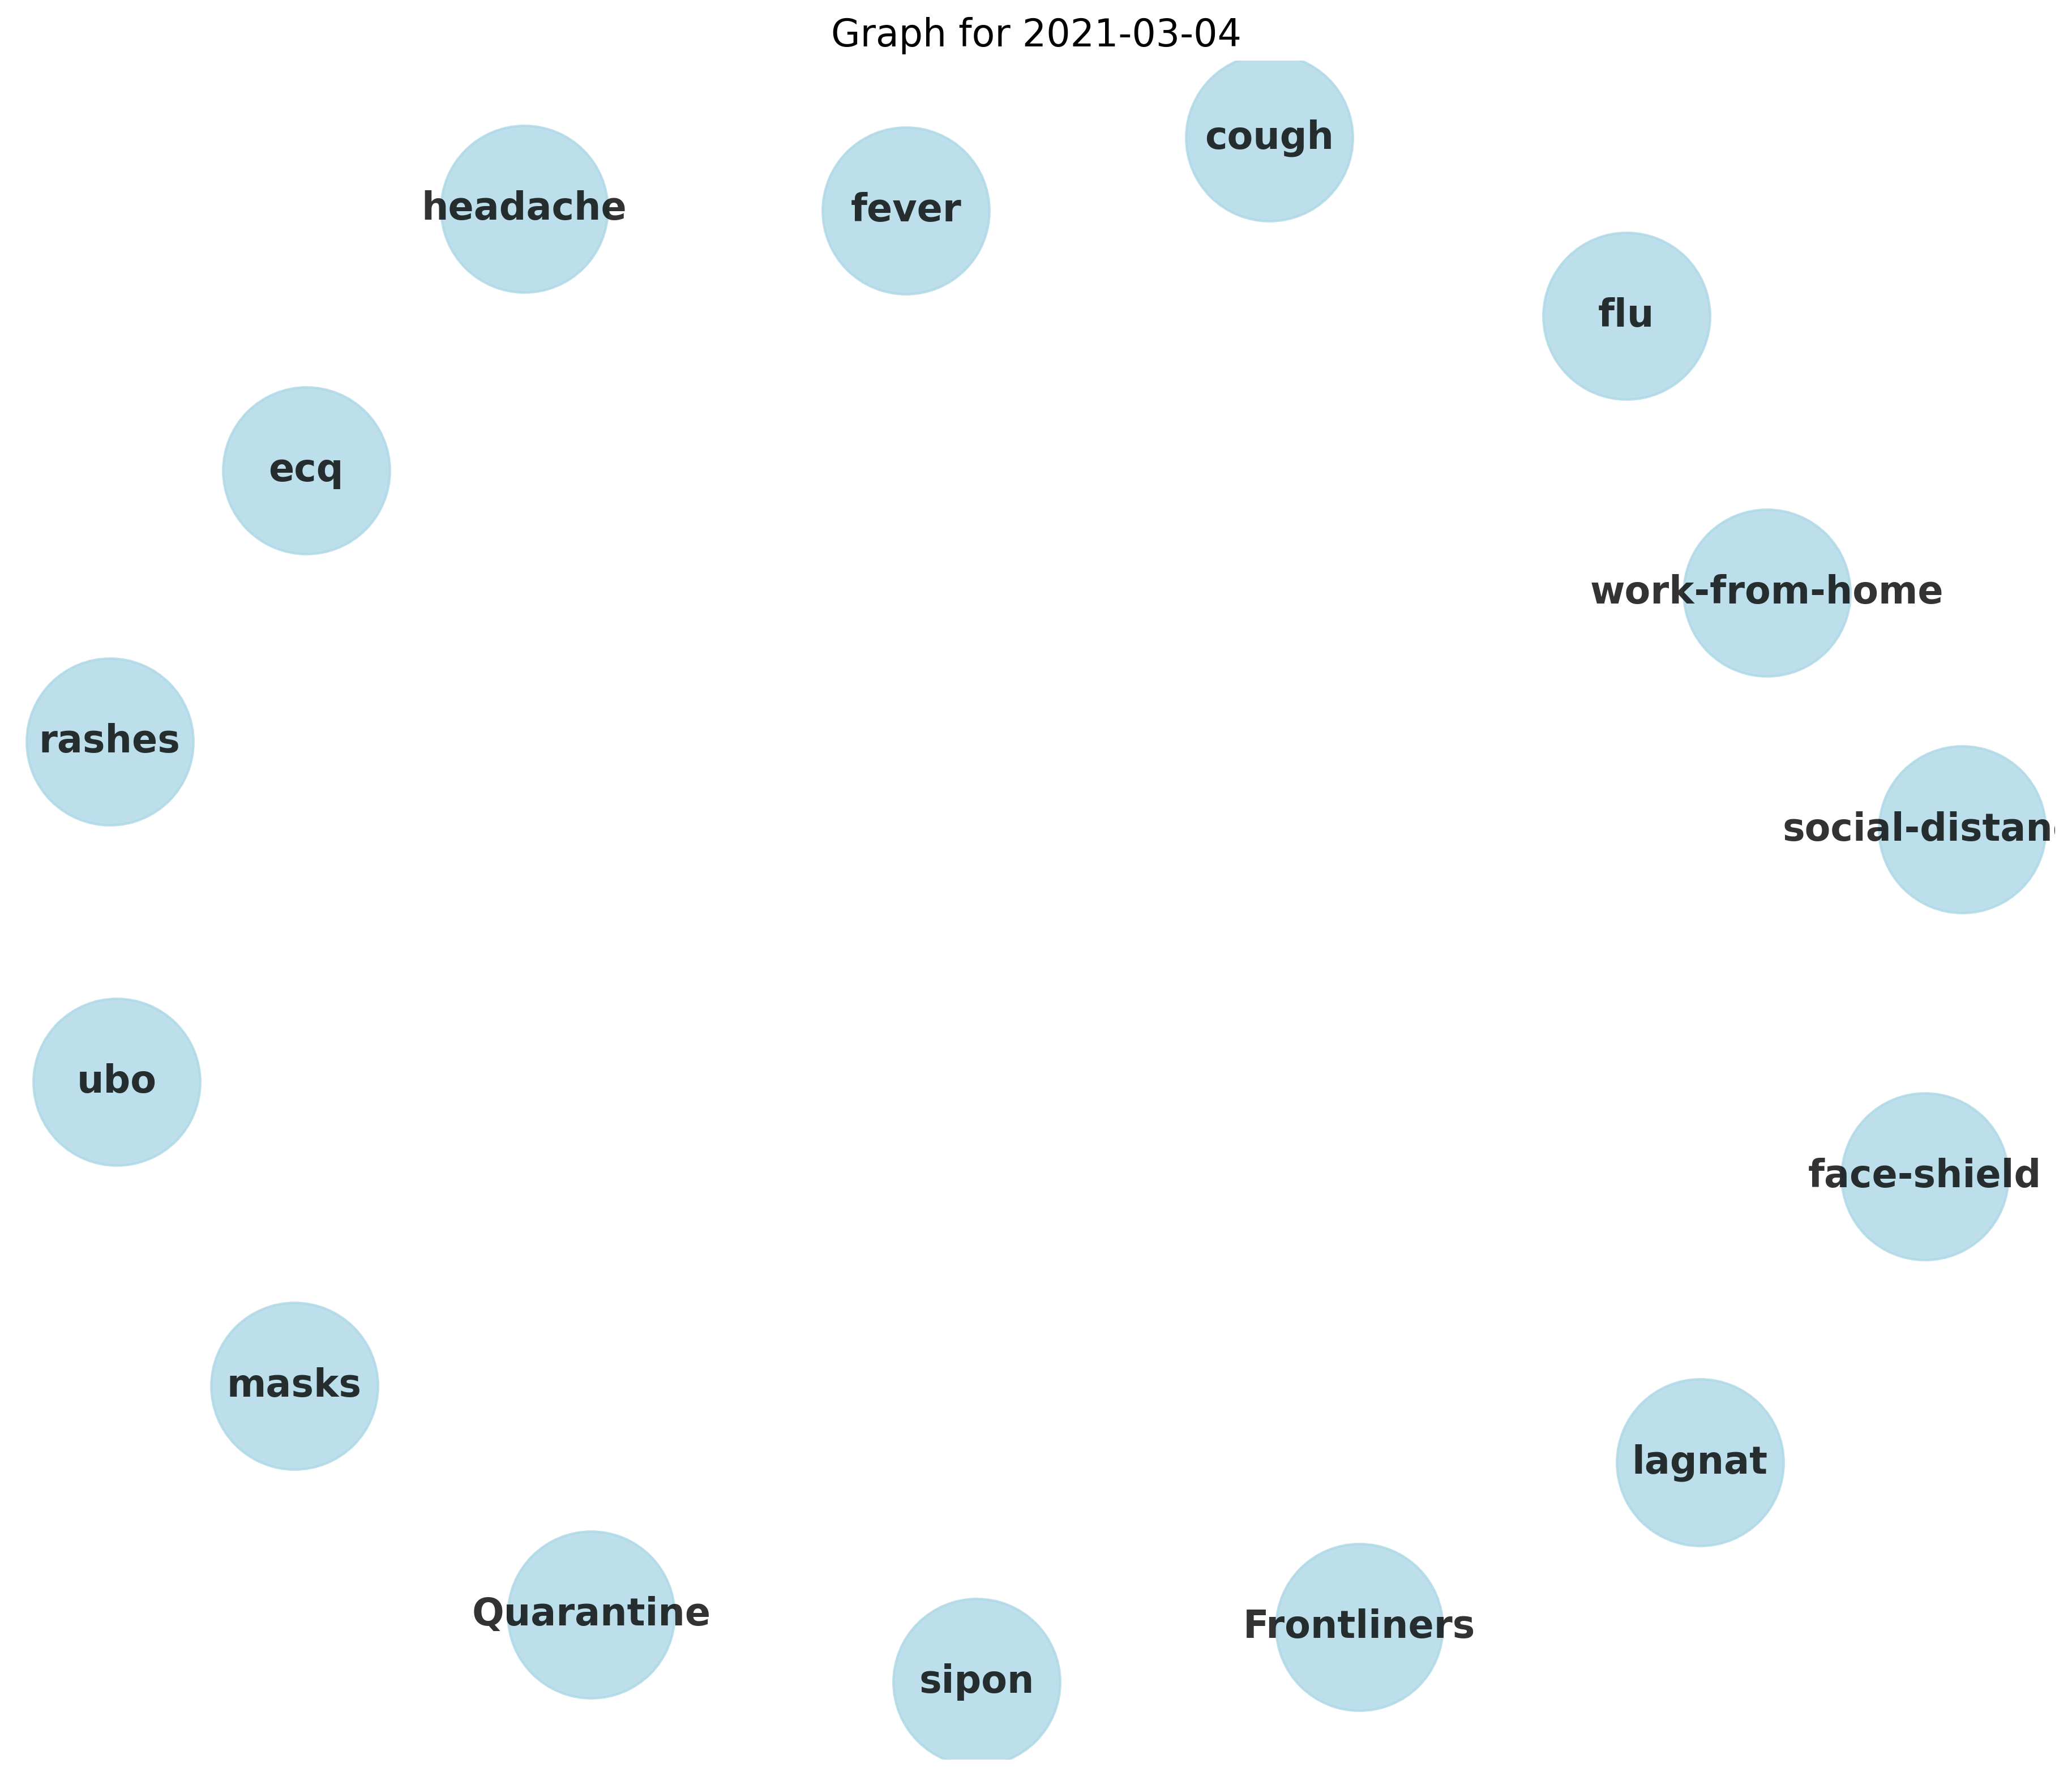 Graph for 2021-03-04
cough
headache
fever
flu
ecq
work-from-home
rashes
social-distan
ubo
face-shield
masks
lagnat
Quarantine
Frontliners
sipon